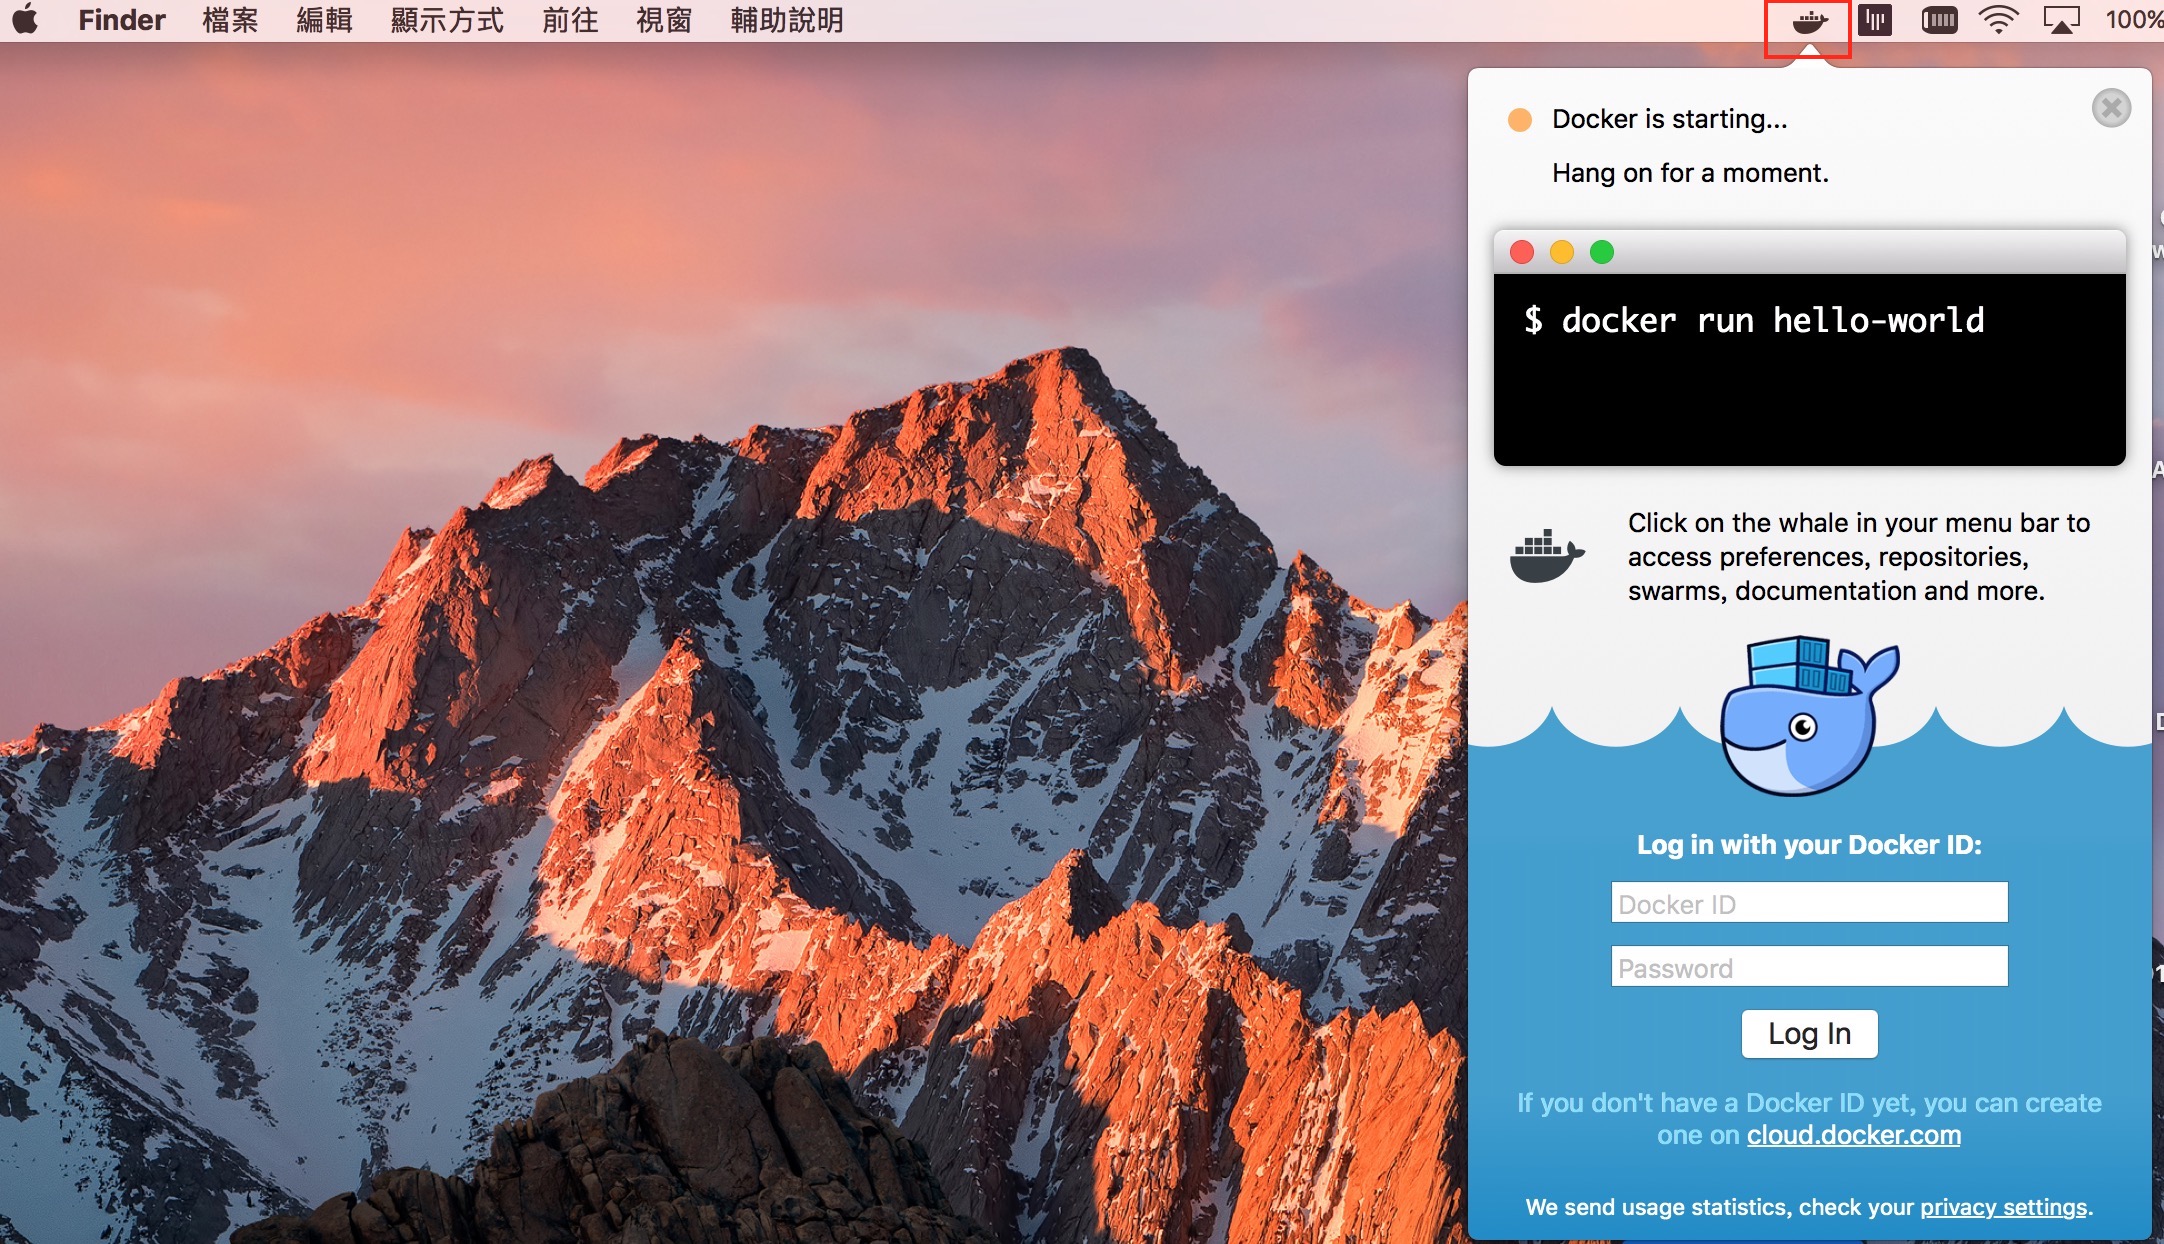 Finder 檔案 編輯 顯示方式 前往 視窗 輔助說明 100%
Docker is starting...
Hang on for a moment.
$ docker run hello-world
Click on the whale in your menu bar to
access preferences, repositories,
swarms, documentation and more.
Log in with your Docker ID:
Docker ID
Password
Log In
If you don't have a Docker ID yet, you can create
one on cloud.docker.com
We send usage statistics, check your privacy settings.